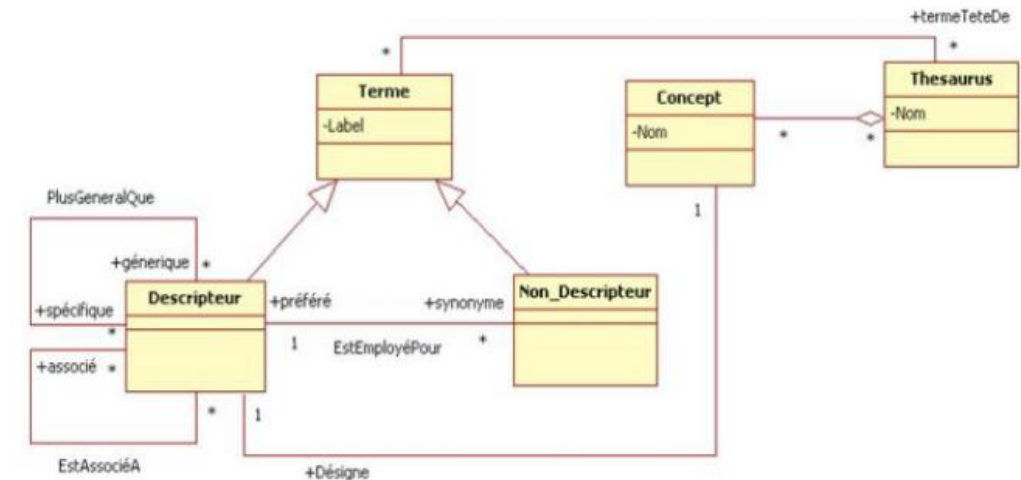 +termeTeteDe
*
*
Terme
-Label
Concept
-Nom
Thesaurus
-Nom
*
*
PlusGeneralQue
1
+génerique *
Descripteur
+préféré
+synonyme
Non_Descripteur
+spécifique
*
1
EstEmployéPour
*
+associé *
*
1
EstAssociéA
+Désigne